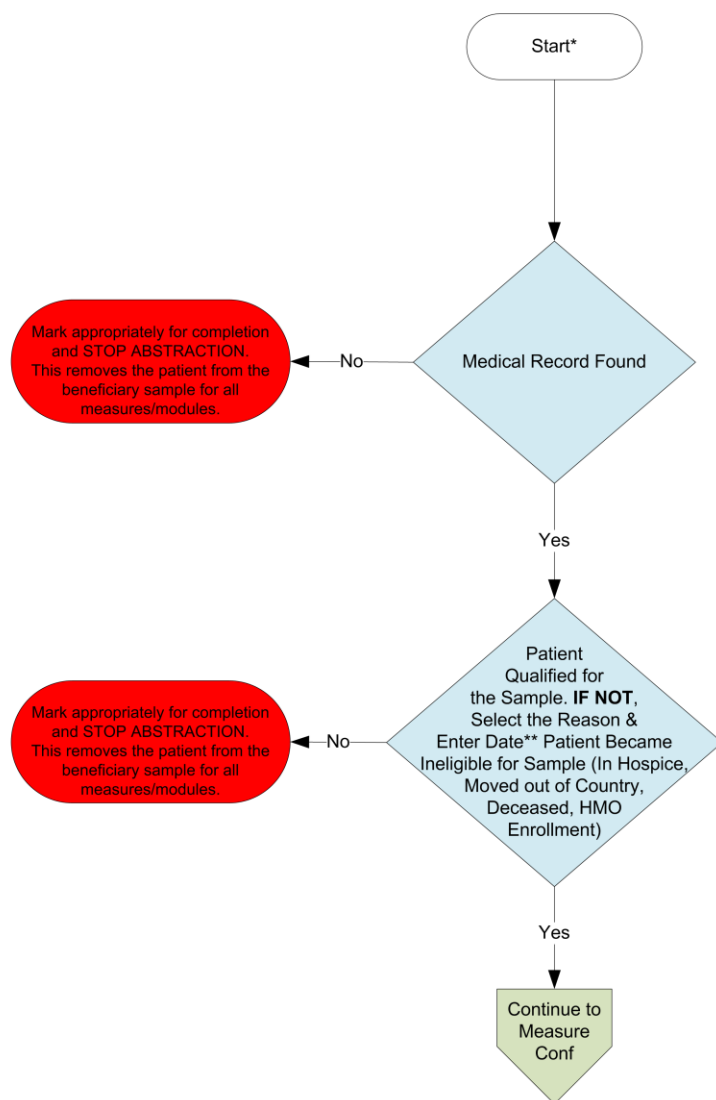 Start*
Medical Record Found
No
Mark appropriately for completion
and STOP ABSTRACTION.
This removes the patient from the
beneficiary sample for all
measures/modules.
Yes
Patient
Qualified for
the Sample. IF NOT,
Select the Reason &
Enter Date** Patient Became
Ineligible for Sample (In Hospice,
Moved out of Country,
Deceased, HMO
Enrollment)
No
Mark appropriately for completion
and STOP ABSTRACTION.
This removes the patient from the
beneficiary sample for all
measures/modules.
Yes
Continue to
Measure
Conf